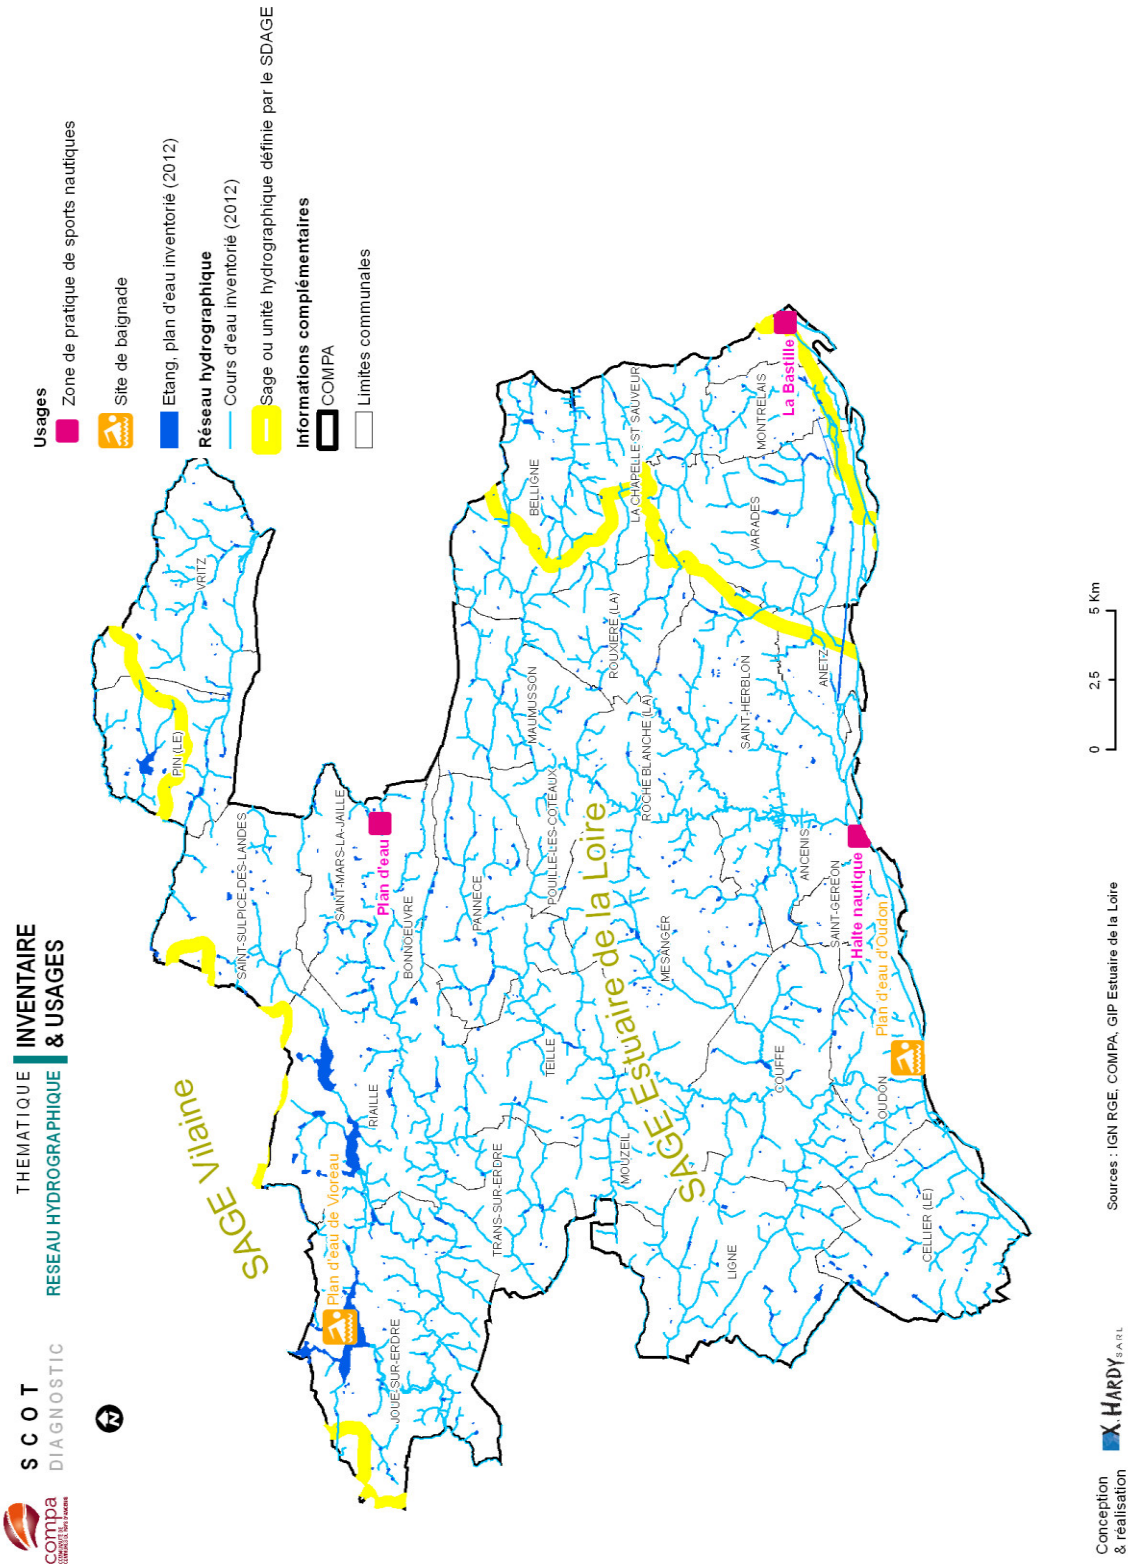 compa
COMMUNAUTÉ DE
COMMUNES DU PAYS D'ANCENIS
SCOT
DIAGNOSTIC
THEMATIQUE
RESEAU HYDROGRAPHIQUE
INVENTAIRE
& USAGES
N
Usages
Zone de pratique de sports nautiques
Site de baignade
Etang, plan d'eau inventorié (2012)
Réseau hydrographique
Cours d'eau inventorié (2012)
Sage ou unité hydrographique définie par le SDAGE
Informations complémentaires
COMPA
Limites communales
SAGE Vilaine
SAGE Estuaire de la Loire
VRITZ
PIN (LE)
SAINT-SULPICE-DES-LANDES
SAINT-MARS-LA-JAILLE
Plan d'eau
BONNOEUVRE
RIAILLE
Plan d'eau de Vioreau
JOUE-SUR-ERDRE
TRANS-SUR-ERDRE
TEILLE
PANNECE
POUILLE-LES-COTEAUX
MAUMUSSON
BELLIGNE
ROUXIERE (LA)
LA CHAPELLE-ST SAUVEUR
ROCHE BLANCHE (LA)
MESANGER
MOUZEIL
LIGNE
COUFFE
SAINT-HERBLON
VARADES
MONTRELAIS
La Bastille
ANETZ
ANCENIS
SAINT-GEREON
Halte nautique
Plan d'eau d'Oudon
OUDON
CELLIER (LE)
0 2,5 5 Km
Sources : IGN RGE, COMPA, GIP Estuaire de la Loire
Conception
& réalisation
X. HARDY SARL